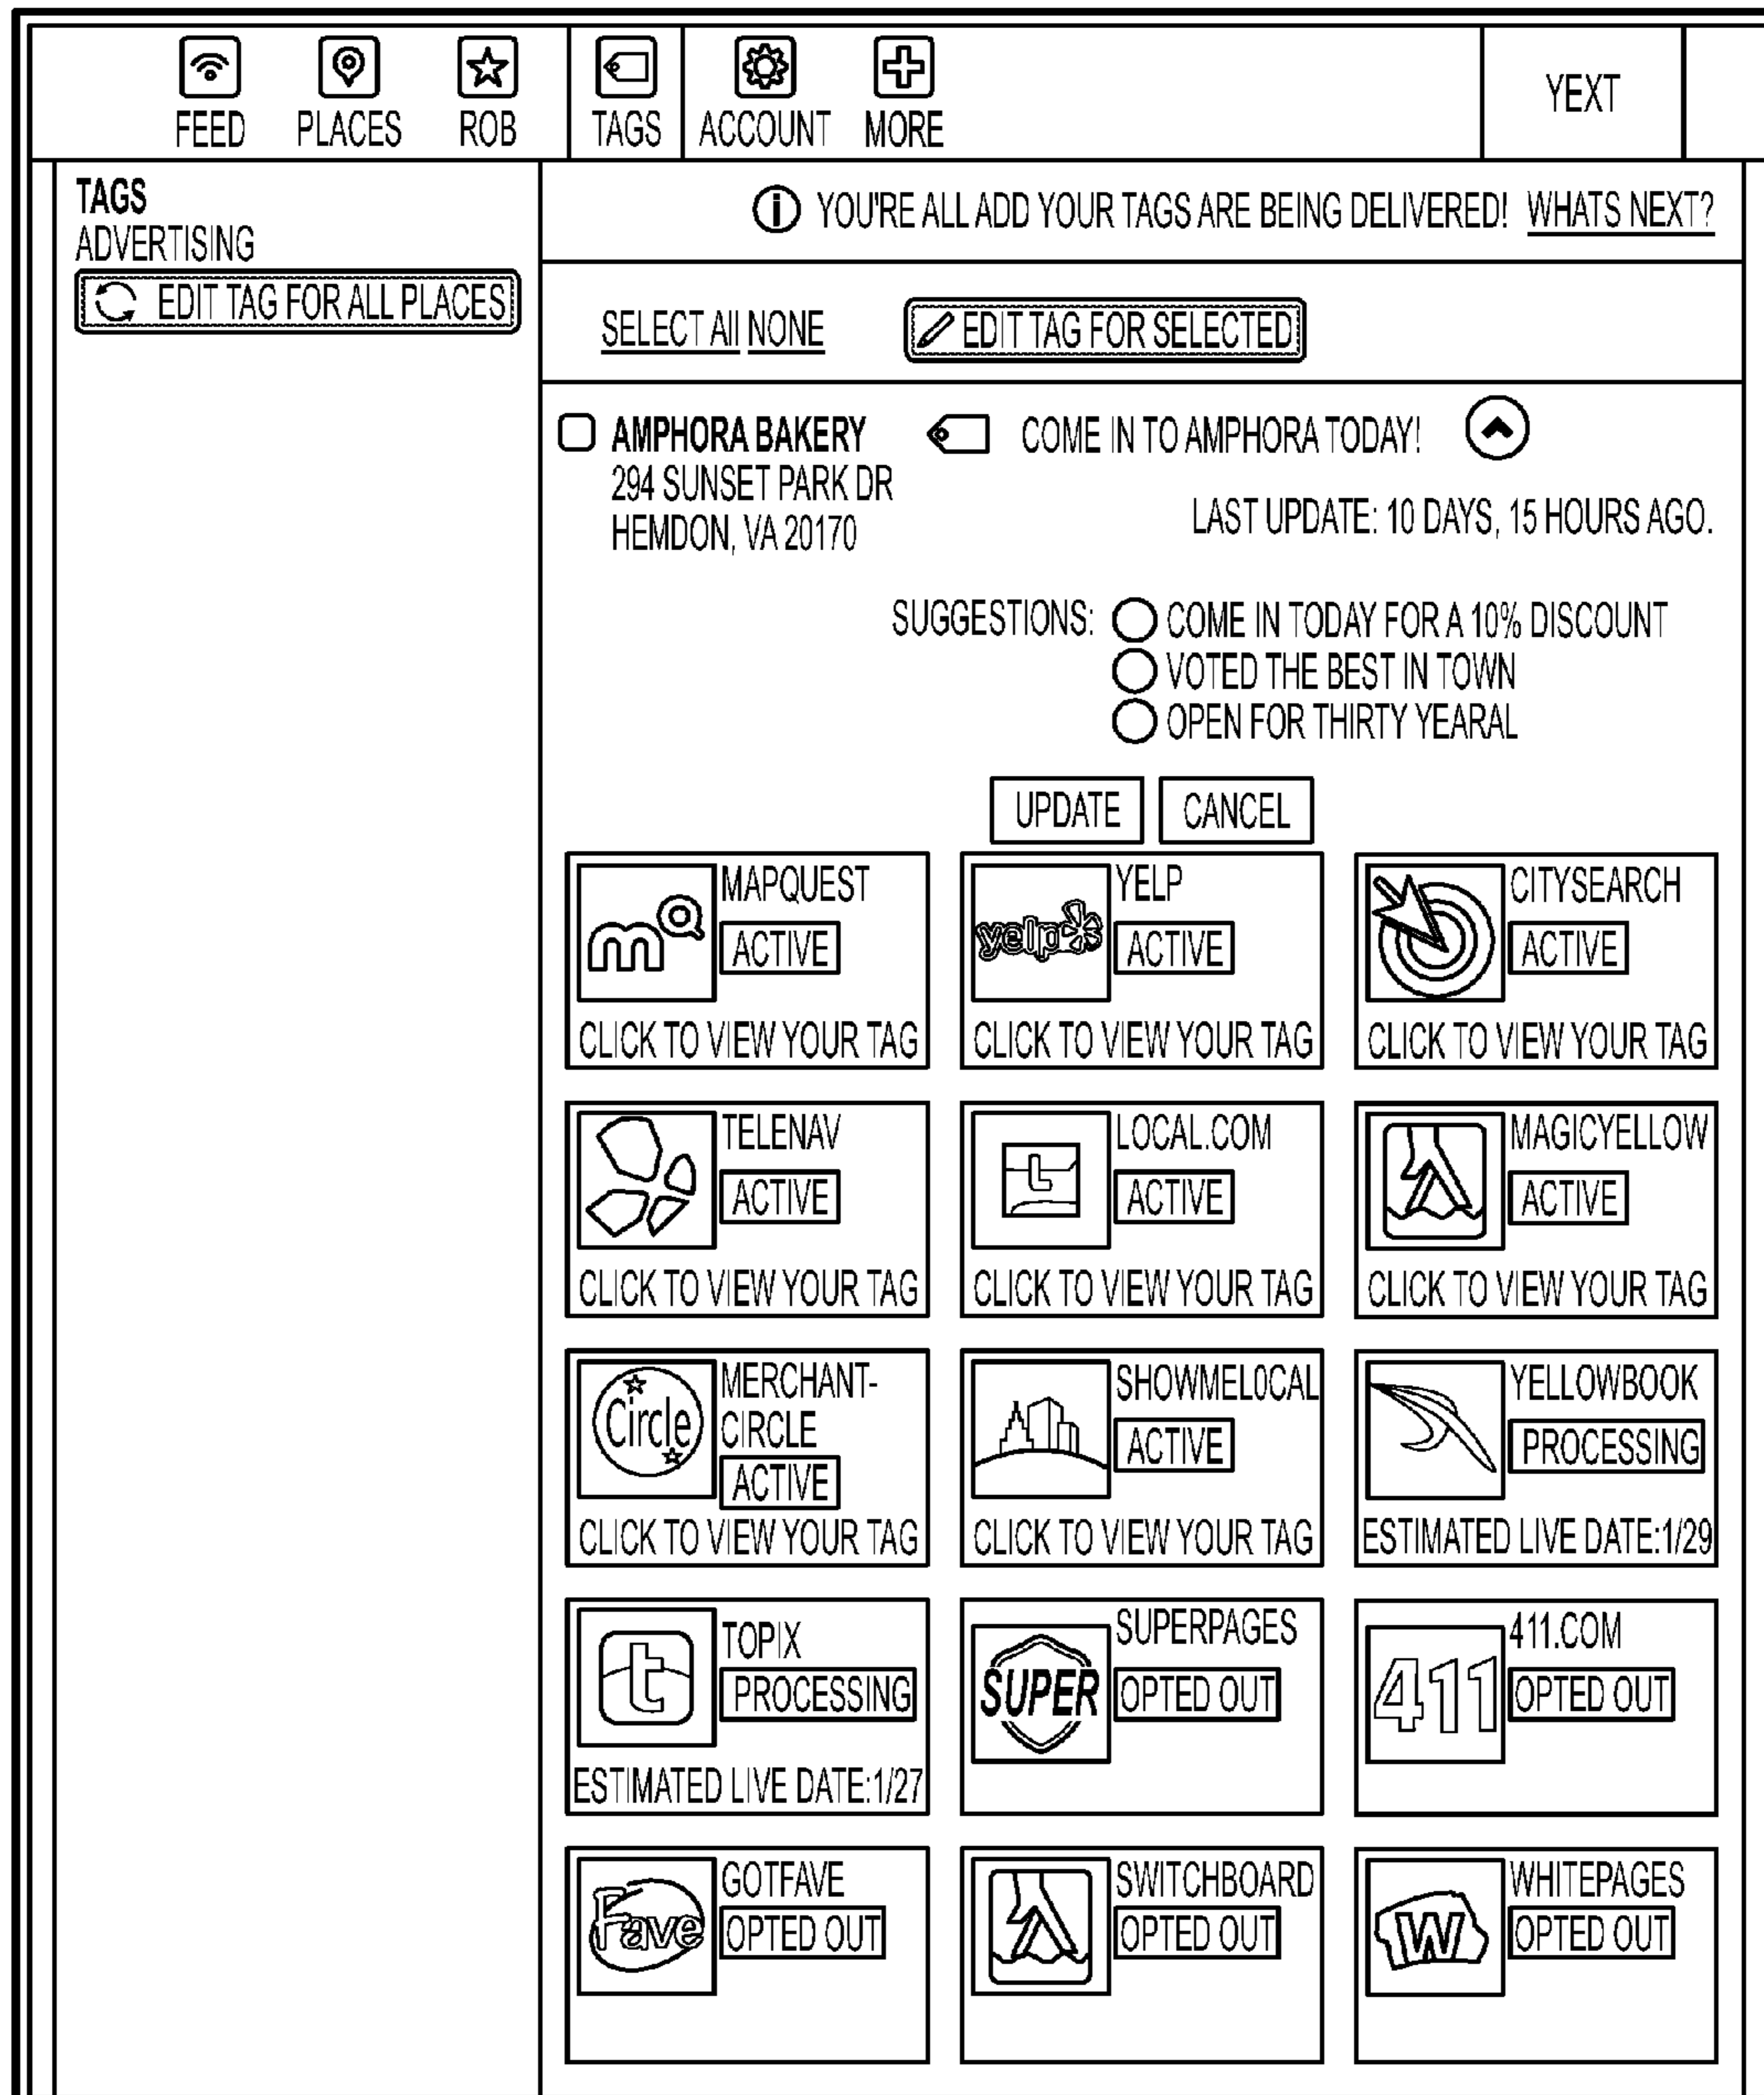 FEED PLACES ROB TAGS ACCOUNT MORE YEXT
TAGS
ADVERTISING
EDIT TAG FOR ALL PLACES
YOU'RE ALL ADD YOUR TAGS ARE BEING DELIVERED! WHATS NEXT?
SELECT All NONE EDIT TAG FOR SELECTED
AMPHORA BAKERY COME IN TO AMPHORA TODAY!
294 SUNSET PARK DR
HEMDON, VA 20170
LAST UPDATE: 10 DAYS, 15 HOURS AGO.
SUGGESTIONS: COME IN TODAY FOR A 10% DISCOUNT
VOTED THE BEST IN TOWN
OPEN FOR THIRTY YEARAL
UPDATE CANCEL
mq MAPQUEST
ACTIVE
CLICK TO VIEW YOUR TAG
yelp YELP
ACTIVE
CLICK TO VIEW YOUR TAG
CITYSEARCH
ACTIVE
CLICK TO VIEW YOUR TAG
TELENAV
ACTIVE
CLICK TO VIEW YOUR TAG
t LOCAL.COM
ACTIVE
CLICK TO VIEW YOUR TAG
MAGICYELLOW
ACTIVE
CLICK TO VIEW YOUR TAG
Circle MERCHANT-
CIRCLE
ACTIVE
CLICK TO VIEW YOUR TAG
SHOWMEL0CAL
ACTIVE
CLICK TO VIEW YOUR TAG
YELLOWBOOK
PROCESSING
ESTIMATED LIVE DATE:1/29
t TOPIX
PROCESSING
ESTIMATED LIVE DATE:1/27
SUPER SUPERPAGES
OPTED OUT
411 411.COM
OPTED OUT
Fave GOTFAVE
OPTED OUT
SWITCHBOARD
OPTED OUT
W WHITEPAGES
OPTED OUT